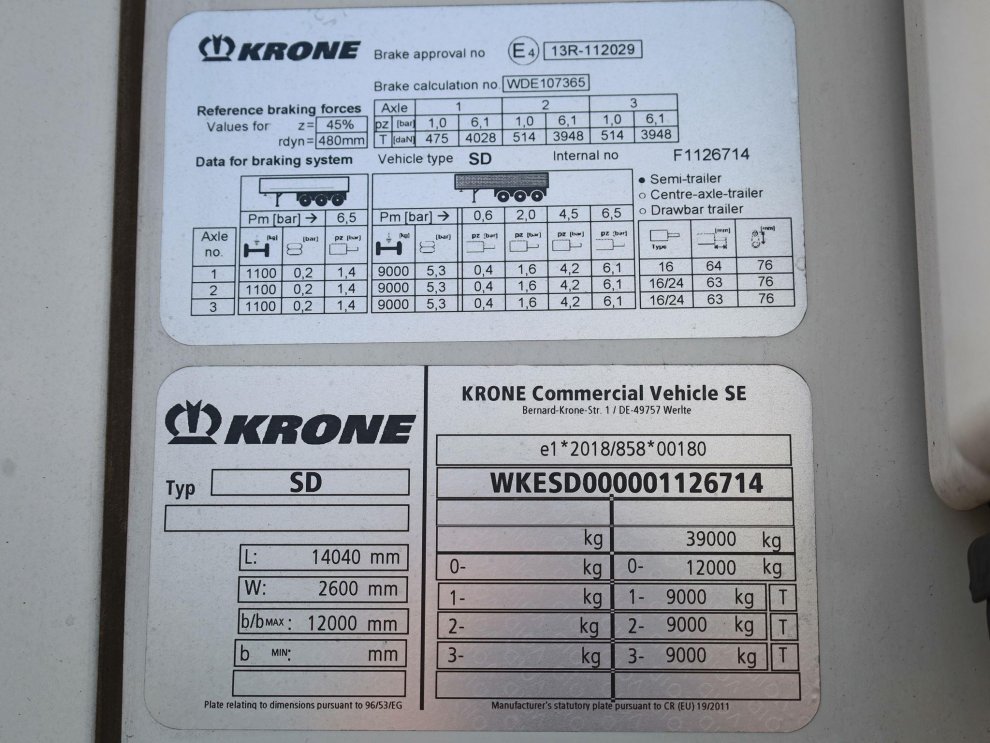 KRONE Brake approval no E4 13R-112029
Brake calculation no. WDE107365
Reference braking forces Axle 1 2 3
Values for z= 45% pz [bar] 1,0 6,1 1,0 6,1 1,0 6,1
rdyn= 480mm T [daN] 475 4028 514 3948 514 3948
Data for braking system Vehicle type SD Internal no F1126714
• Semi-trailer
○ Centre-axle-trailer
○ Drawbar trailer
Pm [bar] → 6,5 Pm [bar] → 0,6 2,0 4,5 6,5
Axle no. [kg] [bar] pz [bar] [kg] [bar] pz [bar] pz [bar] pz [bar] pz [bar] Type [mm] [mm]
1 1100 0,2 1,4 9000 5,3 0,4 1,6 4,2 6,1 16 64 76
2 1100 0,2 1,4 9000 5,3 0,4 1,6 4,2 6,1 16/24 63 76
3 1100 0,2 1,4 9000 5,3 0,4 1,6 4,2 6,1 16/24 63 76
KRONE
Typ SD
L: 14040 mm
W: 2600 mm
b/b MAX: 12000 mm
b MIN: mm
Plate relating to dimensions pursuant to 96/53/EG
KRONE Commercial Vehicle SE
Bernard-Krone-Str. 1 / DE-49757 Werlte
e1*2018/858*00180
WKESD000001126714
kg 39000 kg
0- kg 0- 12000 kg
1- kg 1- 9000 kg T
2- kg 2- 9000 kg T
3- kg 3- 9000 kg T
Manufacturer's statutory plate pursuant to CR (EU) 19/2011